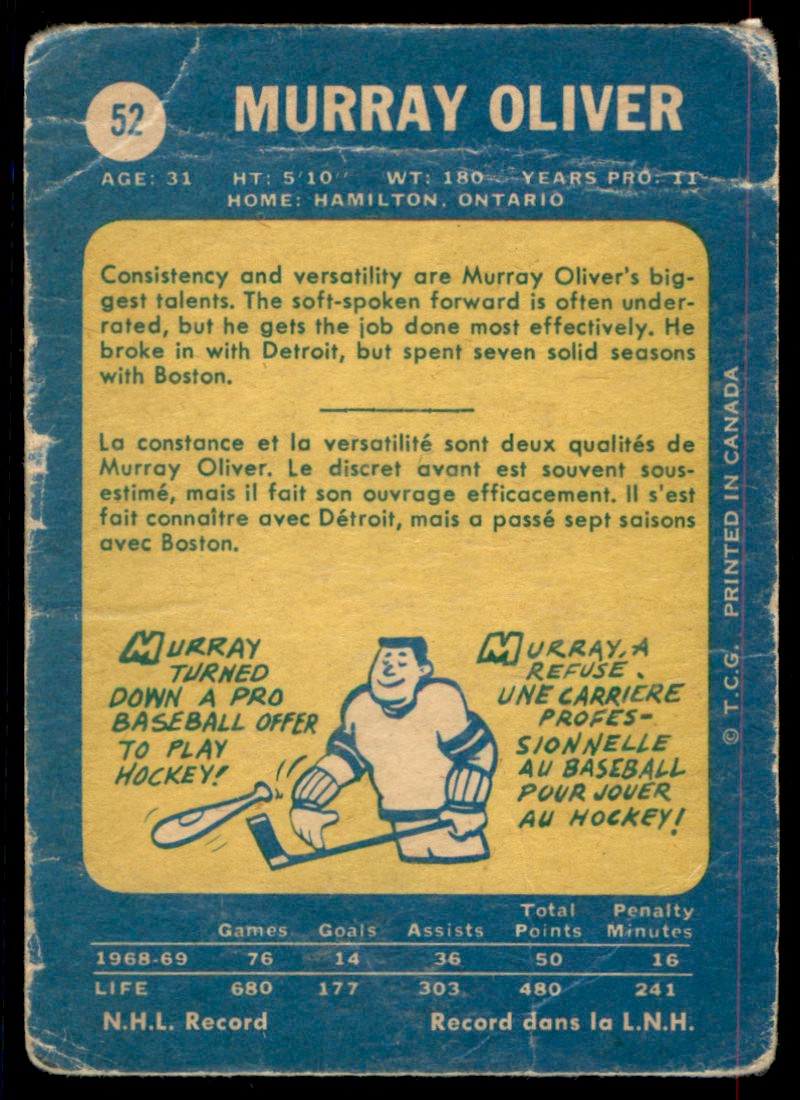 52
MURRAY OLIVER
AGE: 31 HT: 5'10" WT: 180 YEARS PRO: 11
HOME: HAMILTON, ONTARIO
Consistency and versatility are Murray Oliver's big-
gest talents. The soft-spoken forward is often under-
rated, but he gets the job done most effectively. He
broke in with Detroit, but spent seven solid seasons
with Boston.
La constance et la versatilité sont deux qualités de
Murray Oliver. Le discret avant est souvent sous-
estimé, mais il fait son ouvrage efficacement. Il s'est
fait connaître avec Détroit, mais a passé sept saisons
avec Boston.
MURRAY
TURNED
DOWN A PRO
BASEBALL OFFER
TO PLAY
HOCKEY!
MURRAY, A
REFUSE.
UNE CARRIERE
PROFES-
SIONNELLE
AU BASEBALL
POUR JOUER
AU HOCKEY!
© T.C.G. PRINTED IN CANADA
Games Goals Assists Total Points Penalty Minutes
1968-69 76 14 36 50 16
LIFE 680 177 303 480 241
N.H.L. Record Record dans la L.N.H.